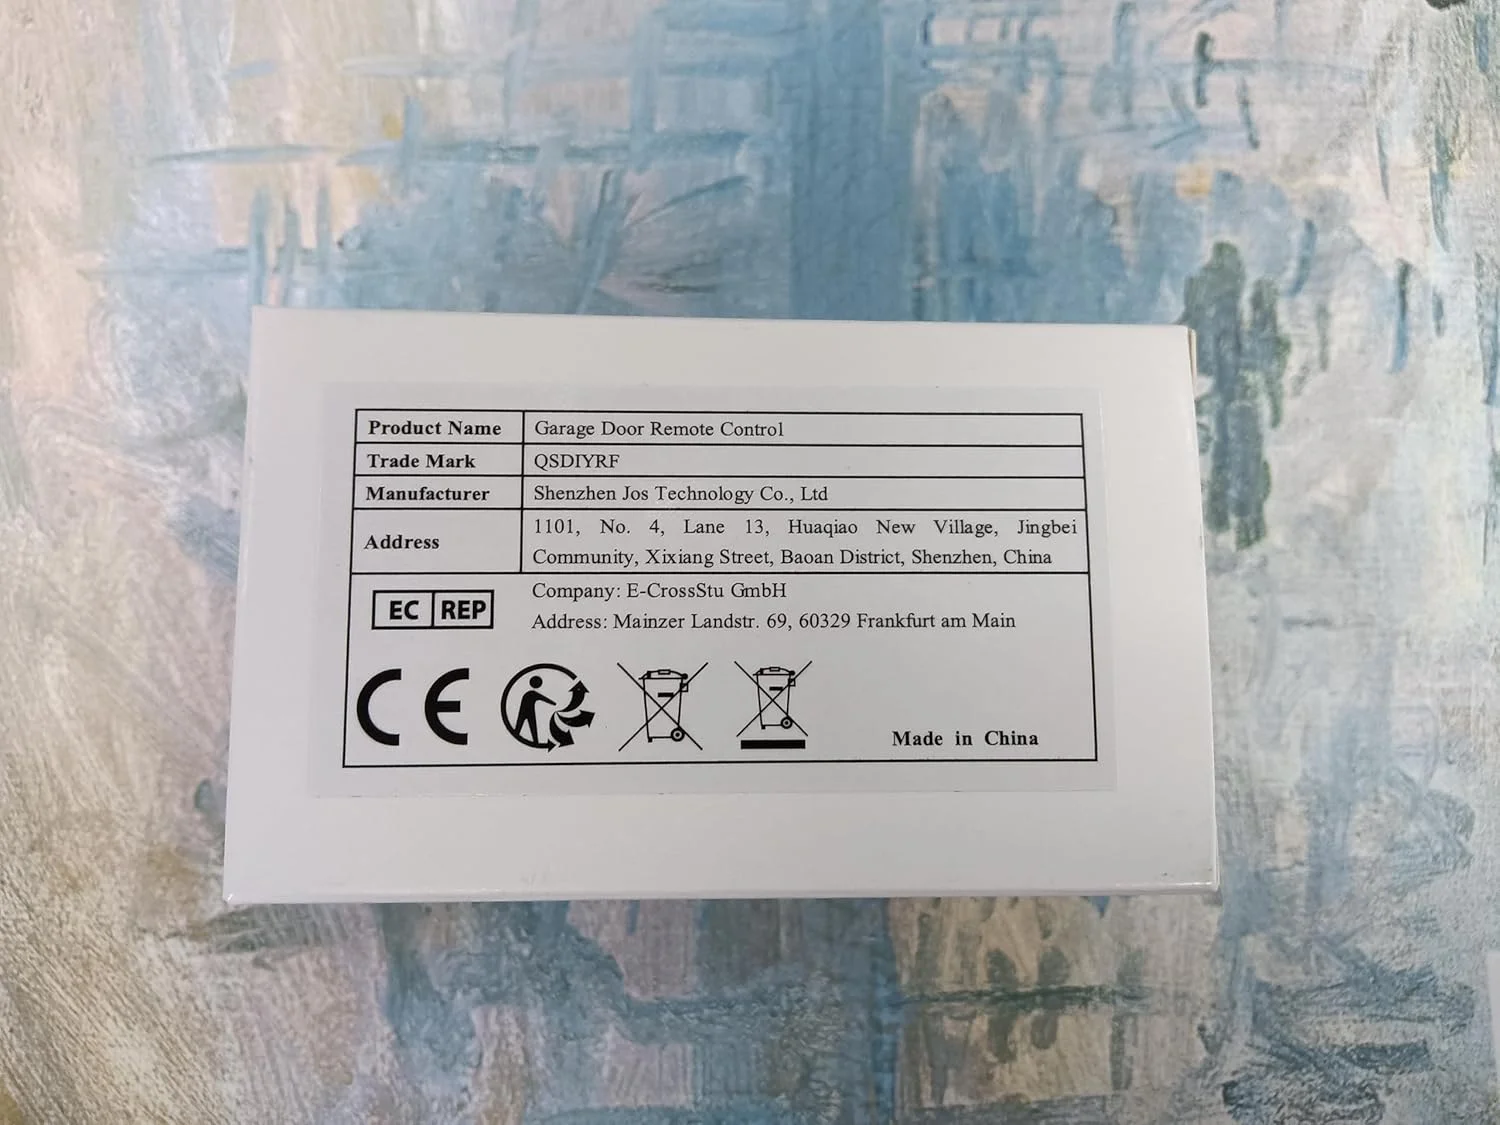 Product Name Garage Door Remote Control
Trade Mark QSDIYRF
Manufacturer Shenzhen Jos Technology Co., Ltd
Address 1101, No. 4, Lane 13, Huaqiao New Village, Jingbei
Community, Xixiang Street, Baoan District, Shenzhen, China
EC REP Company: E-CrossStu GmbH
Address: Mainzer Landstr. 69, 60329 Frankfurt am Main
CE
Made in China